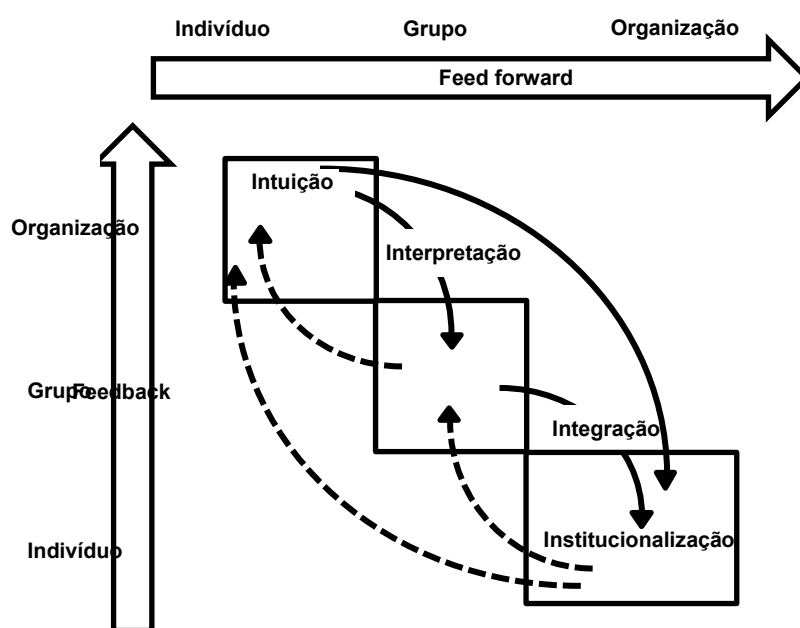 Indivíduo Grupo Organização
Feed forward
Intuição
Organização
Interpretação
Grupo Feedback
Integração
Institucionalização
Indivíduo